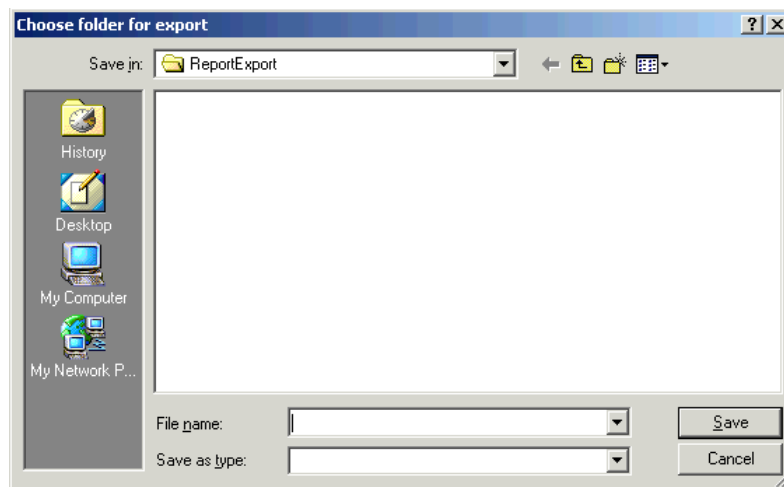 Choose folder for export
Save in: ReportExport
History
Desktop
My Computer
My Network P...
File name: Save
Save as type: Cancel